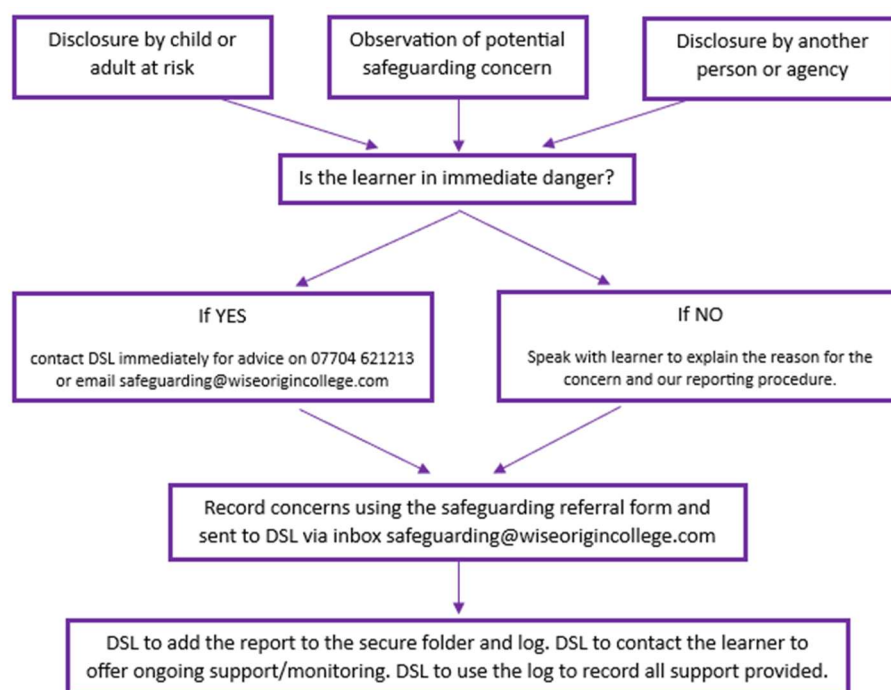 Disclosure by child or
adult at risk
Observation of potential
safeguarding concern
Disclosure by another
person or agency
Is the learner in immediate danger?
If YES
contact DSL immediately for advice on 07704 621213
or email safeguarding@wiseorigincollege.com
If NO
Speak with learner to explain the reason for the
concern and our reporting procedure.
Record concerns using the safeguarding referral form and
sent to DSL via inbox safeguarding@wiseorigincollege.com
DSL to add the report to the secure folder and log. DSL to contact the learner to
offer ongoing support/monitoring. DSL to use the log to record all support provided.